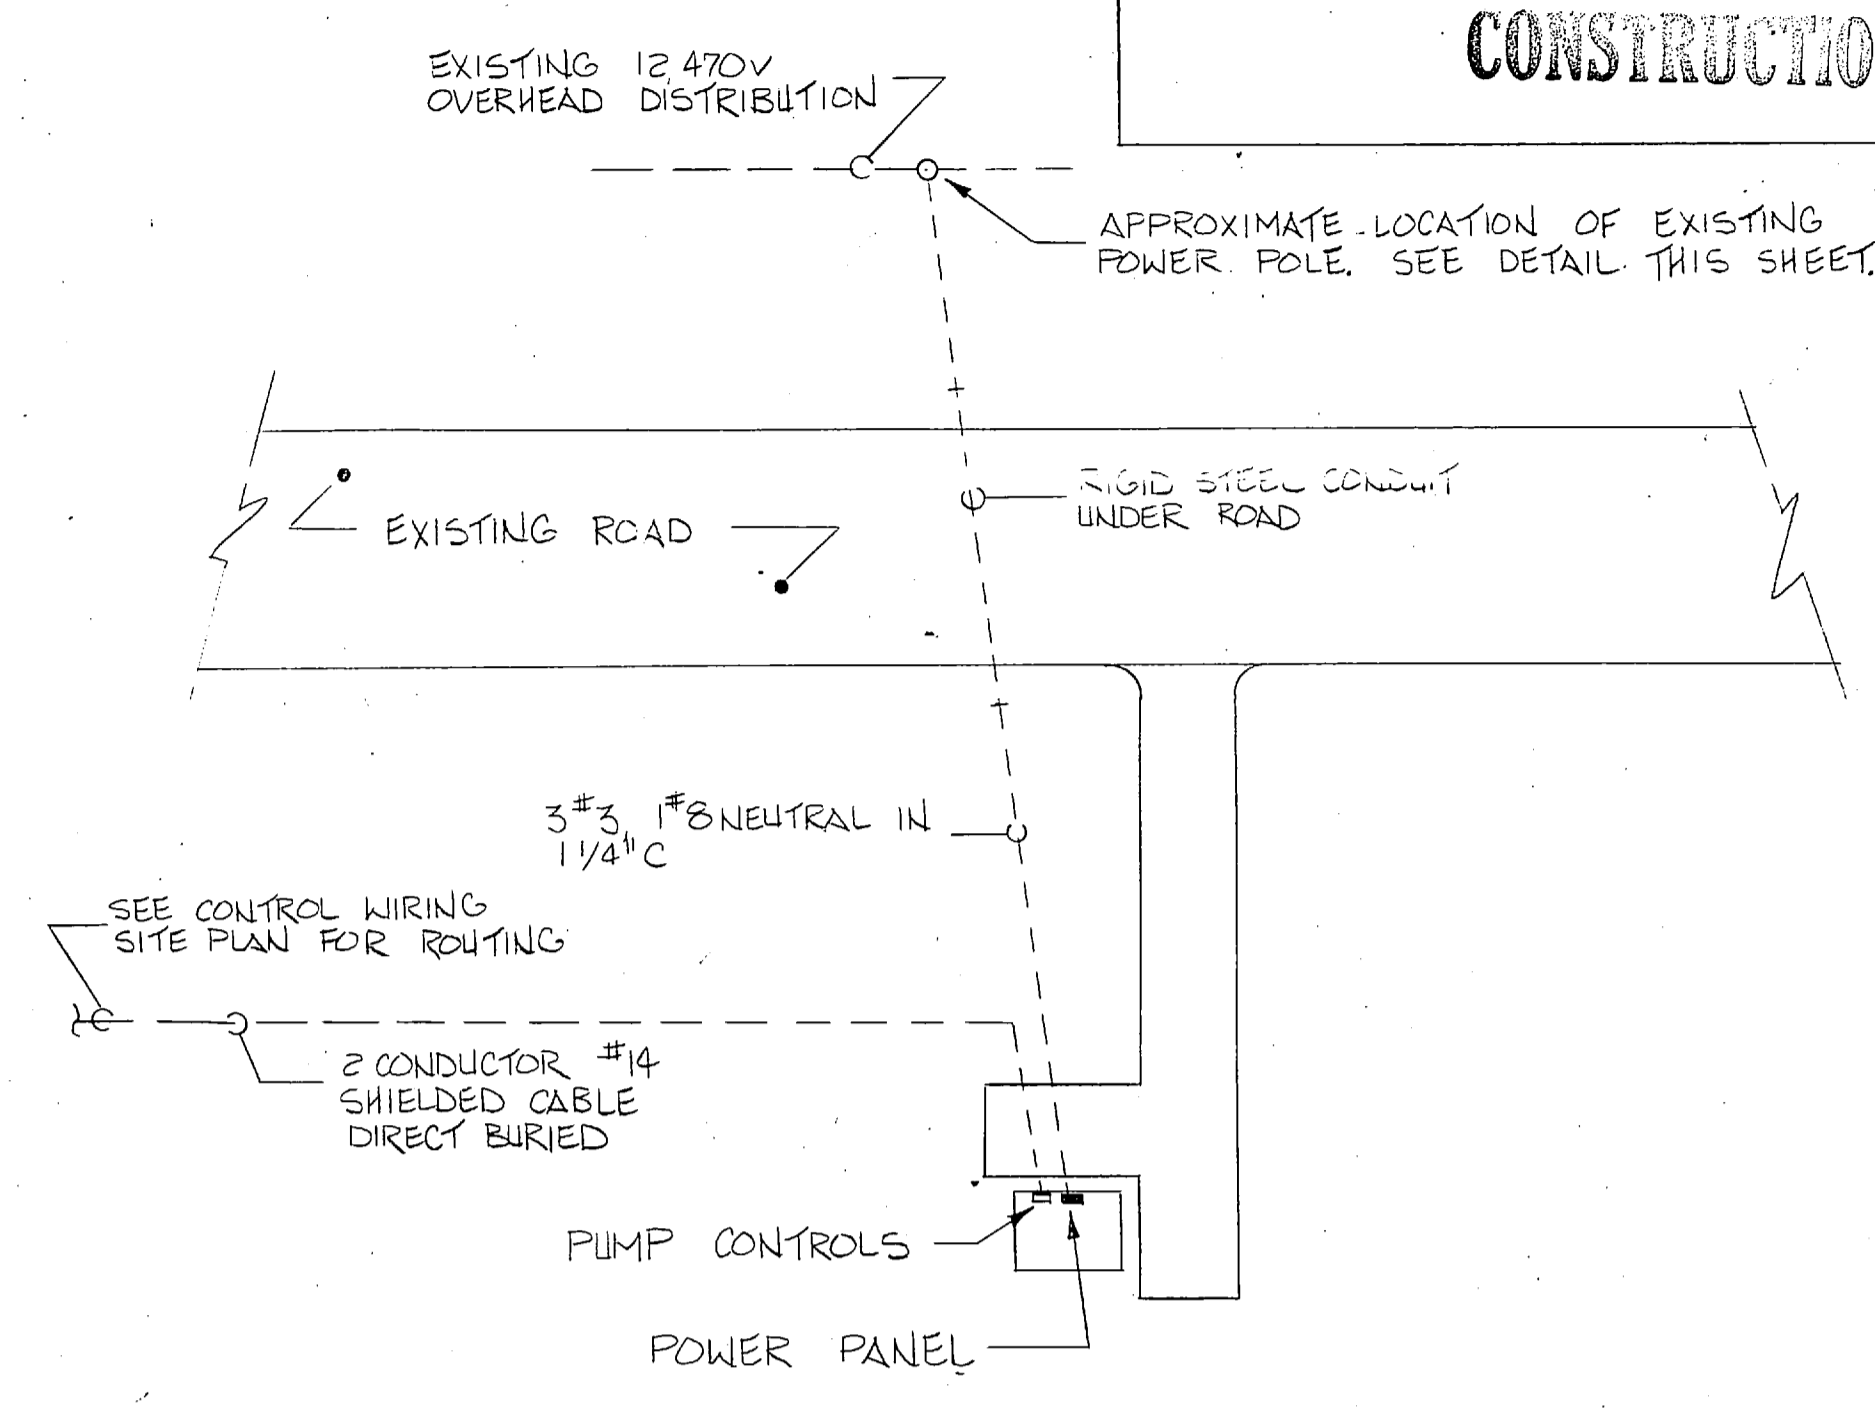 CONSTRUCTIO
EXISTING 12,470V
OVERHEAD DISTRIBUTION
APPROXIMATE LOCATION OF EXISTING
POWER POLE. SEE DETAIL THIS SHEET.
RIGID STEEL CONDUIT
UNDER ROAD
EXISTING ROAD
3 #3, 1 #8 NEUTRAL IN
1 1/4" C
SEE CONTROL WIRING
SITE PLAN FOR ROUTING
2 CONDUCTOR #14
SHIELDED CABLE
DIRECT BURIED
PUMP CONTROLS
POWER PANEL